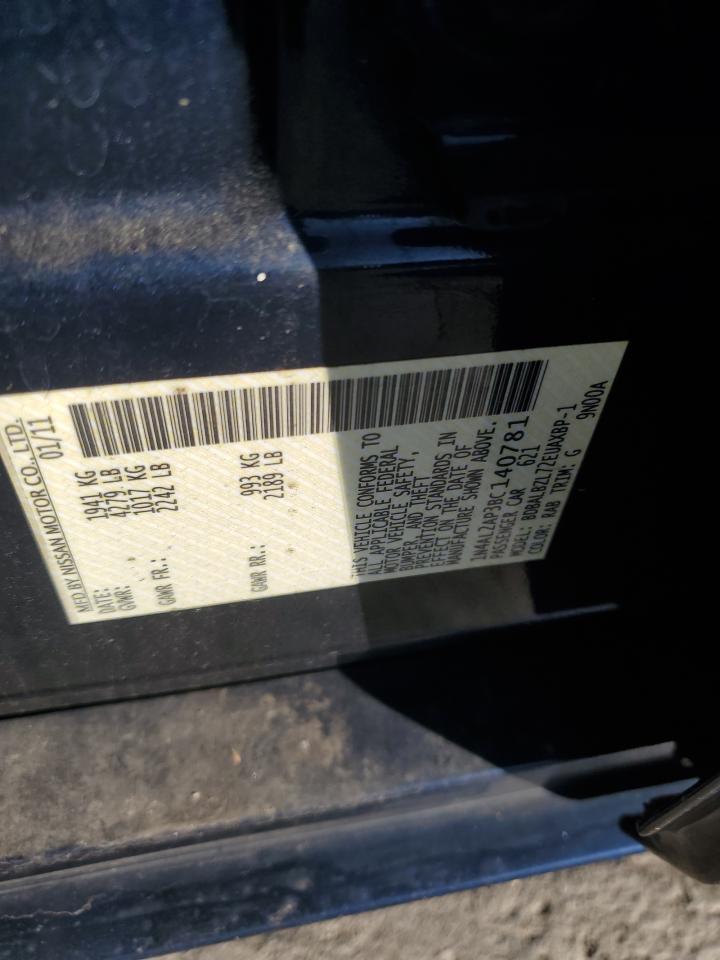 MFD BY NISSAN MOTOR CO., LTD.
DATE: 01/11
GVWR: 1941 KG
4279 LB
GAWR FR.: 1017 KG
2242 LB
GAWR RR.: 993 KG
2189 LB
THIS VEHICLE CONFORMS TO
ALL APPLICABLE FEDERAL
MOTOR VEHICLE SAFETY,
BUMPER, AND THEFT
PREVENTION STANDARDS IN
EFFECT ON THE DATE OF
MANUFACTURE SHOWN ABOVE.
1N4AL2AP3BC140781
PASSENGER CAR 621
MODEL: BDBALBZL72EUAXBP-1
COLOR: RAB TRIM: G 9N00A